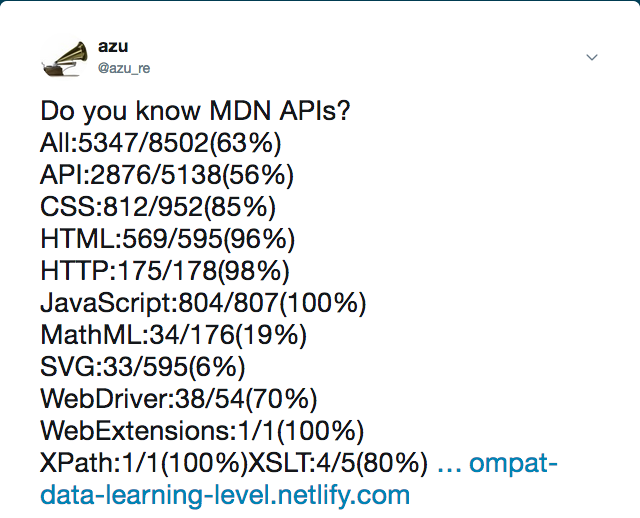 azu
@azu_re
Do you know MDN APIs?
All:5347/8502(63%)
API:2876/5138(56%)
CSS:812/952(85%)
HTML:569/595(96%)
HTTP:175/178(98%)
JavaScript:804/807(100%)
MathML:34/176(19%)
SVG:33/595(6%)
WebDriver:38/54(70%)
WebExtensions:1/1(100%)
XPath:1/1(100%)XSLT:4/5(80%) … ompat-
data-learning-level.netlify.com